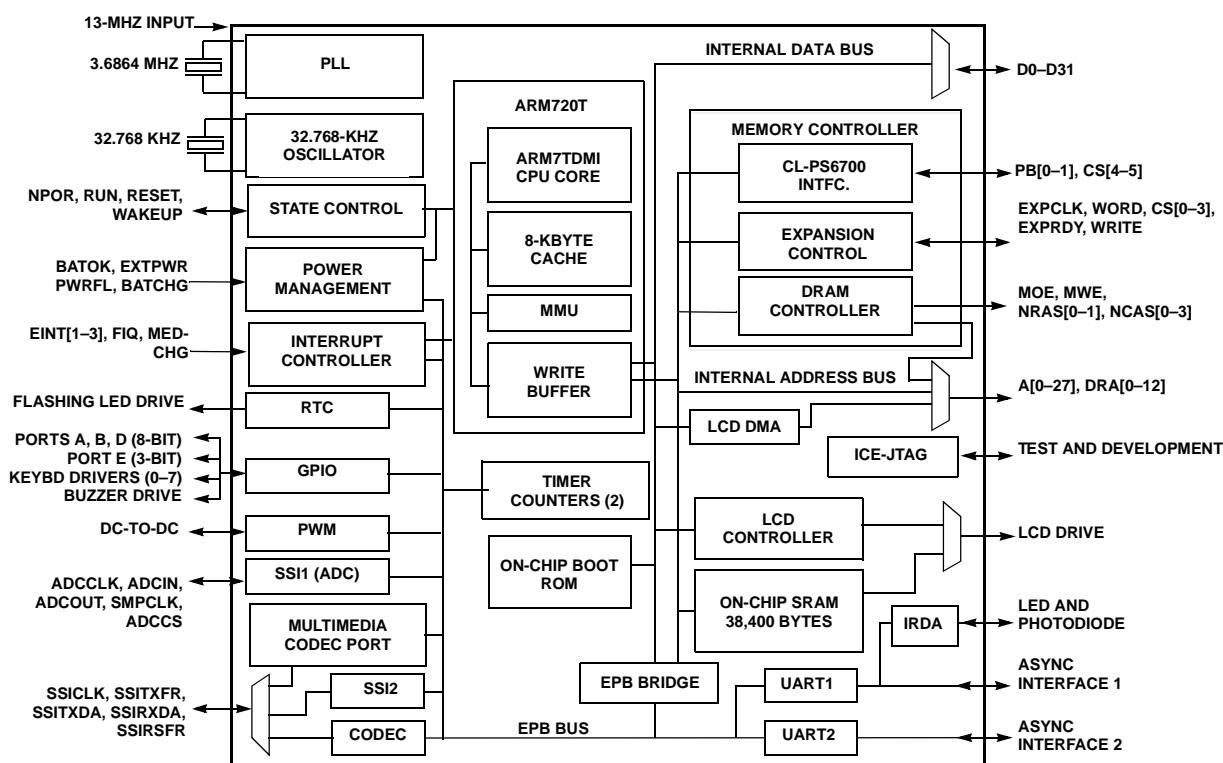 13-MHZ INPUT
3.6864 MHZ
32.768 KHZ
NPOR, RUN, RESET,
WAKEUP
BATOK, EXTPWR
PWRFL, BATCHG
EINT[1–3], FIQ, MED-
CHG
FLASHING LED DRIVE
PORTS A, B, D (8-BIT)
PORT E (3-BIT)
KEYBD DRIVERS (0–7)
BUZZER DRIVE
DC-TO-DC
ADCCLK, ADCIN,
ADCOUT, SMPCLK,
ADCCS
SSICLK, SSITXFR,
SSITXDA, SSIRXDA,
SSIRSFR
PLL
32.768-KHZ
OSCILLATOR
STATE CONTROL
POWER
MANAGEMENT
INTERRUPT
CONTROLLER
RTC
GPIO
PWM
SSI1 (ADC)
MULTIMEDIA
CODEC PORT
SSI2
CODEC
ARM720T
ARM7TDMI
CPU CORE
8-KBYTE
CACHE
MMU
WRITE
BUFFER
TIMER
COUNTERS (2)
ON-CHIP BOOT
ROM
EPB BRIDGE
EPB BUS
INTERNAL DATA BUS
MEMORY CONTROLLER
CL-PS6700
INTFC.
EXPANSION
CONTROL
DRAM
CONTROLLER
INTERNAL ADDRESS BUS
LCD DMA
ICE-JTAG
LCD
CONTROLLER
ON-CHIP SRAM
38,400 BYTES
IRDA
UART1
UART2
D0–D31
PB[0–1], CS[4–5]
EXPCLK, WORD, CS[0–3],
EXPRDY, WRITE
MOE, MWE,
NRAS[0–1], NCAS[0–3]
A[0–27], DRA[0–12]
TEST AND DEVELOPMENT
LCD DRIVE
LED AND
PHOTODIODE
ASYNC
INTERFACE 1
ASYNC
INTERFACE 2